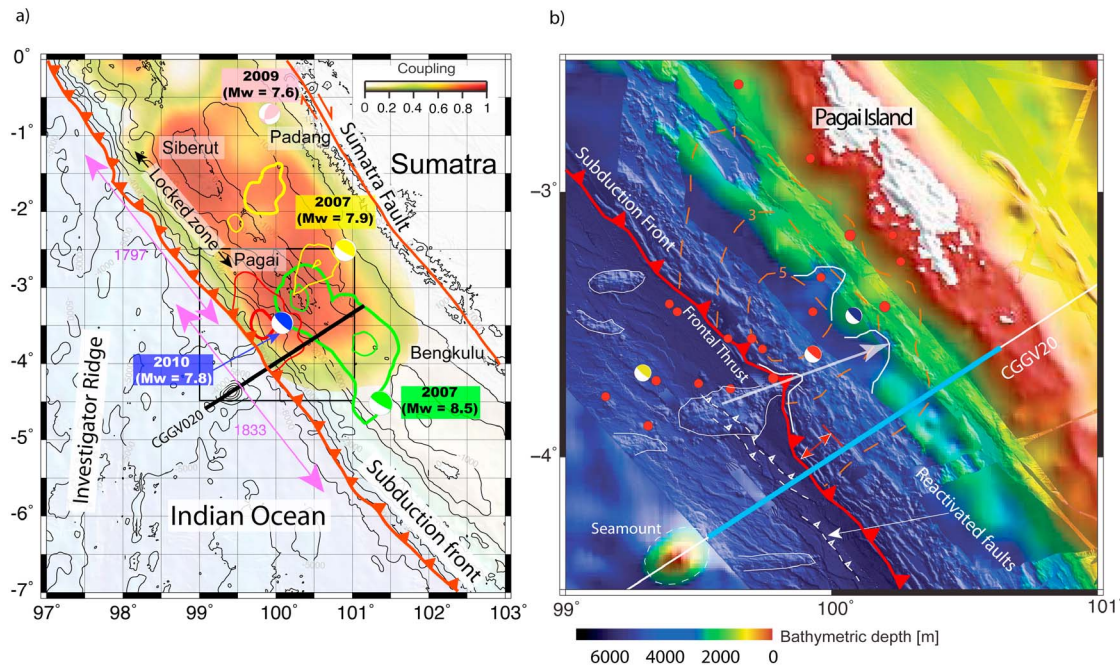 a)
0°
-1°
-2°
-3°
-4°
-5°
-6°
-7°
97°
98°
99°
100°
101°
102°
103°
2009
(Mw = 7.6)
Coupling
0
0.2
0.4
0.6
0.8
1
Padang
Siberut
Sumatra
Sumatra Fault
Locked zone
2007
(Mw = 7.9)
Pagai
1797
2010
(Mw = 7.8)
Bengkulu
2007
(Mw = 8.5)
CGGV020
1833
Investigator Ridge
Indian Ocean
Subduction front
b)
-3°
-4°
99°
100°
101°
Pagai Island
1
3
5
Subduction Front
Frontal Thrust
CGGV20
Reactivated faults
Seamount
6000
4000
2000
0
Bathymetric depth [m]